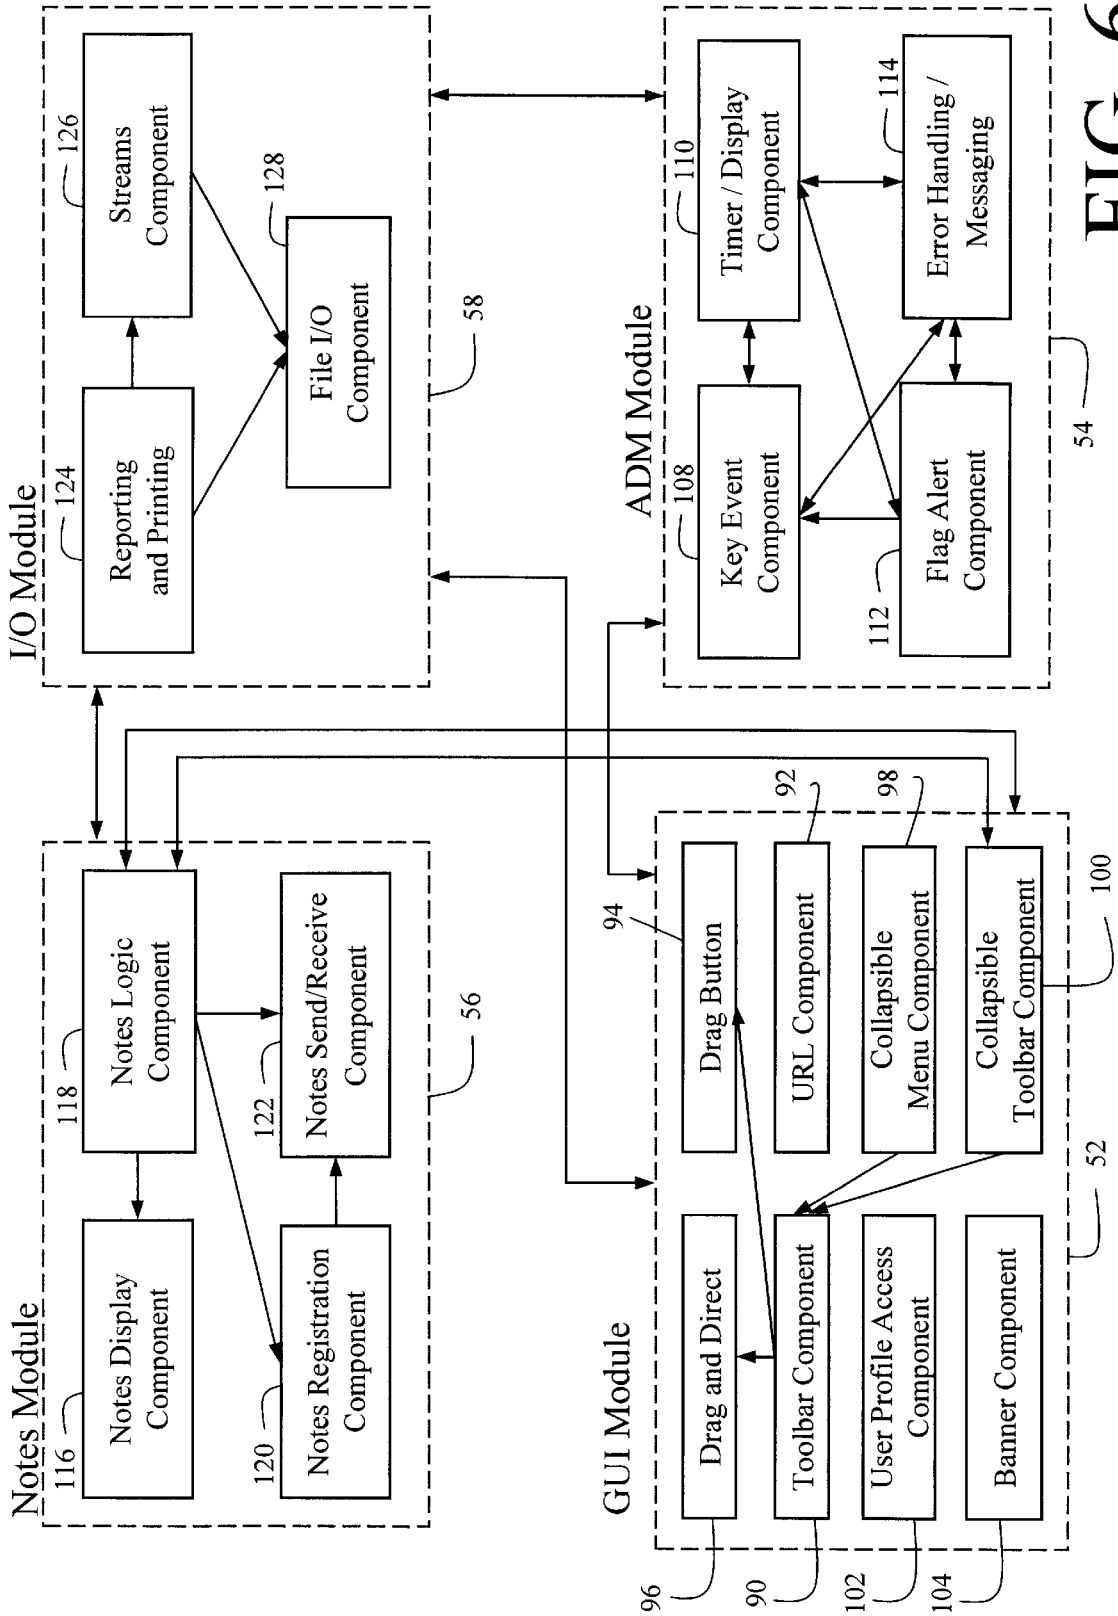 Notes Module
116
Notes Display
Component
118
Notes Logic
Component
120
Notes Registration
Component
122
Notes Send/Receive
Component
56
I/O Module
124
Reporting
and Printing
126
Streams
Component
128
File I/O
Component
58
GUI Module
96
Drag and Direct
94
Drag Button
90
Toolbar Component
URL Component
92
102
User Profile Access
Component
Collapsible
Menu Component
98
104
Banner Component
Collapsible
Toolbar Component
100
52
ADM Module
108
Key Event
Component
110
Timer / Display
Component
112
Flag Alert
Component
114
Error Handling /
Messaging
54
FIG. 6